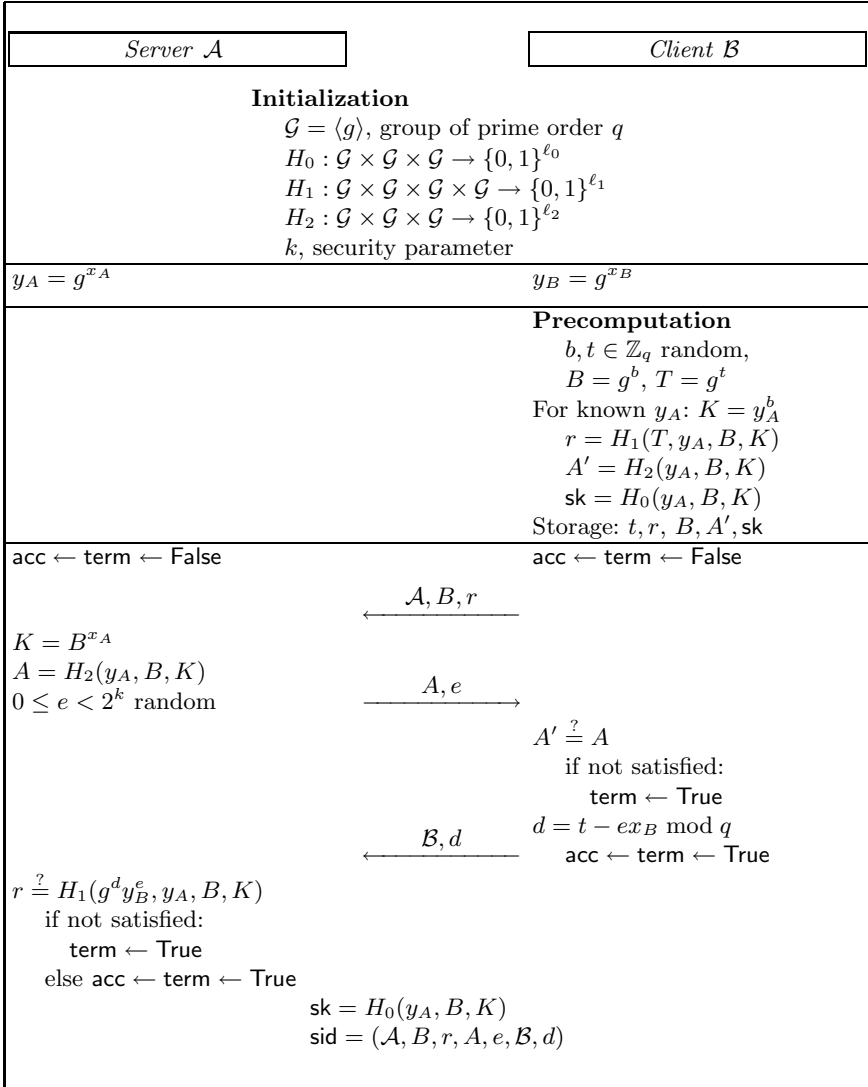 Server 𝒜 Client ℬ
Initialization
𝒢 = ⟨g⟩, group of prime order q
H₀ : 𝒢 × 𝒢 × 𝒢 → {0, 1}^{ℓ₀}
H₁ : 𝒢 × 𝒢 × 𝒢 × 𝒢 → {0, 1}^{ℓ₁}
H₂ : 𝒢 × 𝒢 × 𝒢 → {0, 1}^{ℓ₂}
k, security parameter
y_A = g^{x_A} y_B = g^{x_B}
Precomputation
b, t ∈ ℤ_q random,
B = g^b, T = g^t
For known y_A: K = y_A^b
r = H₁(T, y_A, B, K)
A′ = H₂(y_A, B, K)
sk = H₀(y_A, B, K)
Storage: t, r, B, A′, sk
acc ← term ← False acc ← term ← False
𝒜, B, r
K = B^{x_A}
A = H₂(y_A, B, K)
0 ≤ e < 2^k random A, e
A′ ≟ A
if not satisfied:
term ← True
d = t − ex_B mod q
ℬ, d acc ← term ← True
r ≟ H₁(g^d y_B^e, y_A, B, K)
if not satisfied:
term ← True
else acc ← term ← True
sk = H₀(y_A, B, K)
sid = (𝒜, B, r, A, e, ℬ, d)